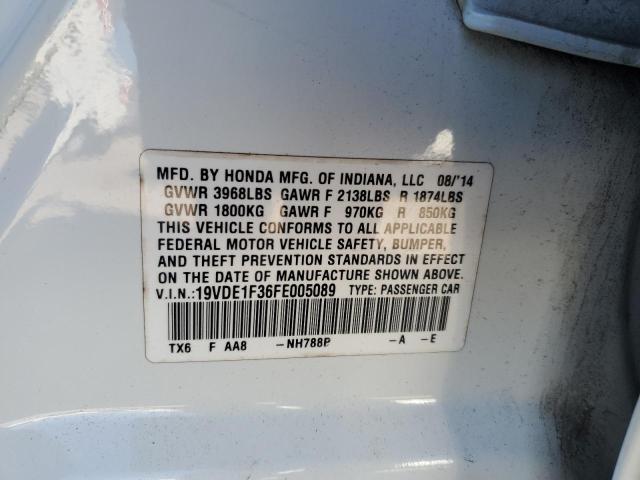 MFD. BY HONDA MFG. OF INDIANA, LLC 08/'14
GVWR 3968LBS GAWR F 2138LBS R 1874LBS
GVWR 1800KG GAWR F 970KG R 850KG
THIS VEHICLE CONFORMS TO ALL APPLICABLE
FEDERAL MOTOR VEHICLE SAFETY, BUMPER,
AND THEFT PREVENTION STANDARDS IN EFFECT ON
THE DATE OF MANUFACTURE SHOWN ABOVE.
V.I.N.:19VDE1F36FE005089 TYPE: PASSENGER CAR
TX6 F AA8 -NH788P -A -E